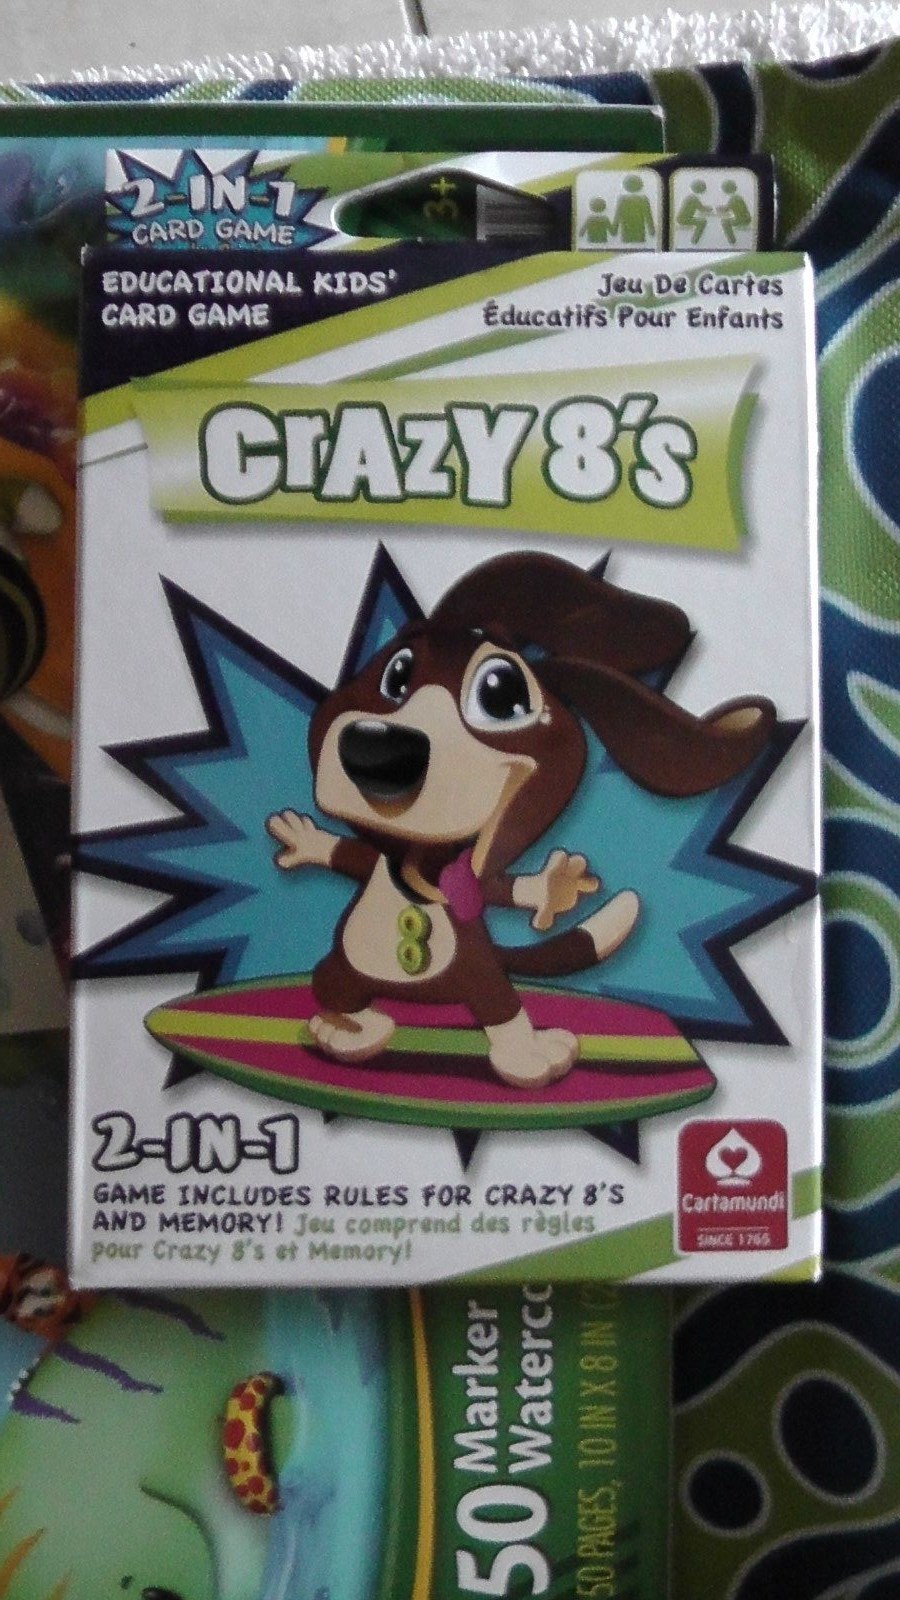 2-IN-1
CARD GAME
3+
EDUCATIONAL KIDS'
CARD GAME
Jeu De Cartes
Éducatifs Pour Enfants
CrAzY 8's
8
2-IN-1
GAME INCLUDES RULES FOR CRAZY 8'S
AND MEMORY! Jeu comprend des règles
pour Crazy 8's et Memory!
Cartamundi
SINCE 1765
50 Marker
Waterc
50 PAGES, 10 IN X 8 IN